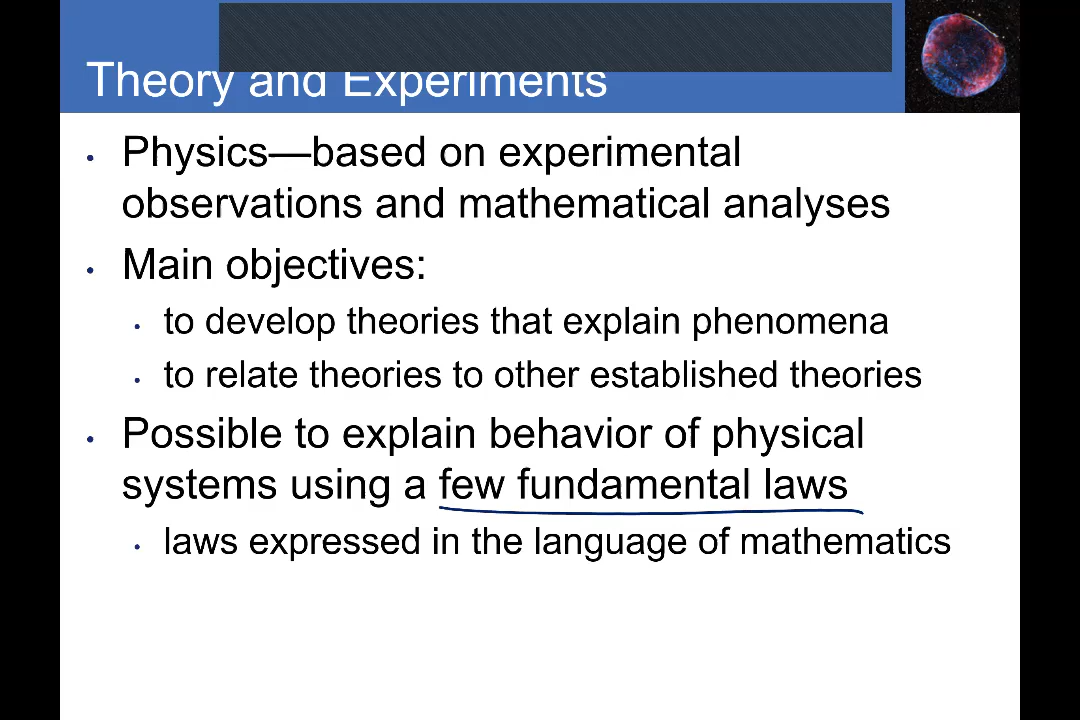 Theory and Experiments
• Physics—based on experimental
observations and mathematical analyses
• Main objectives:
• to develop theories that explain phenomena
• to relate theories to other established theories
• Possible to explain behavior of physical
systems using a few fundamental laws
• laws expressed in the language of mathematics